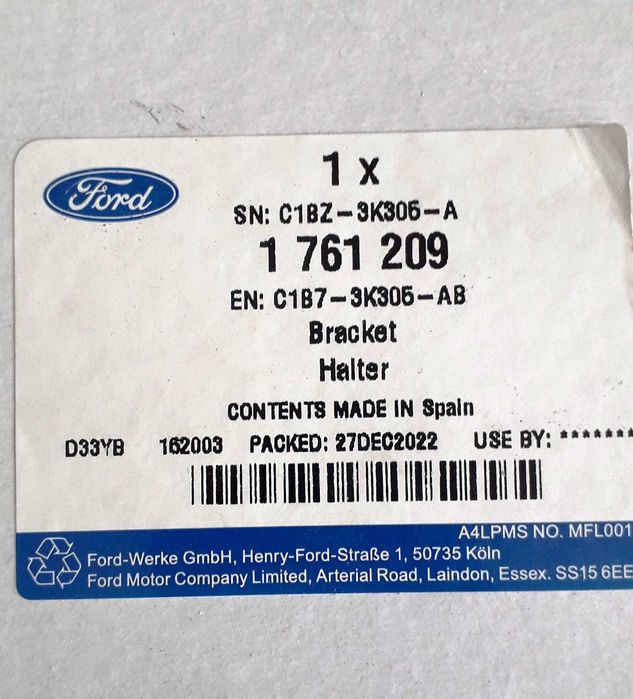 Ford
1 x
SN: C1BZ-3K305-A
1 761 209
EN: C1B7-3K305-AB
Bracket
Halter
CONTENTS MADE IN Spain
D33YB 162003 PACKED: 27DEC2022 USE BY: *******
A4LPMS NO. MFL001
Ford-Werke GmbH, Henry-Ford-Straße 1, 50735 Köln
Ford Motor Company Limited, Arterial Road, Laindon, Essex. SS15 6EE